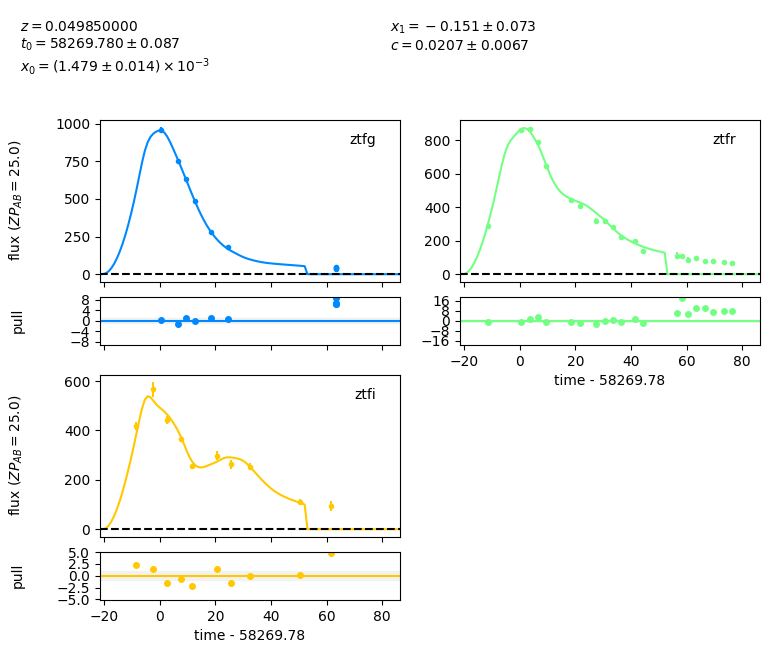 z = 0.049850000
t₀ = 58269.780 ± 0.087
x₀ = (1.479 ± 0.014) × 10⁻³
x₁ = −0.151 ± 0.073
c = 0.0207 ± 0.0067
flux (ZP_AB = 25.0)
1000
750
500
250
0
ztfg
800
600
400
200
0
ztfr
pull
8
4
0
−4
−8
16
8
0
−8
−16
−20 0 20 40 60 80
time - 58269.78
flux (ZP_AB = 25.0)
600
400
200
0
ztfi
pull
5.0
2.5
0.0
−2.5
−5.0
−20 0 20 40 60 80
time - 58269.78